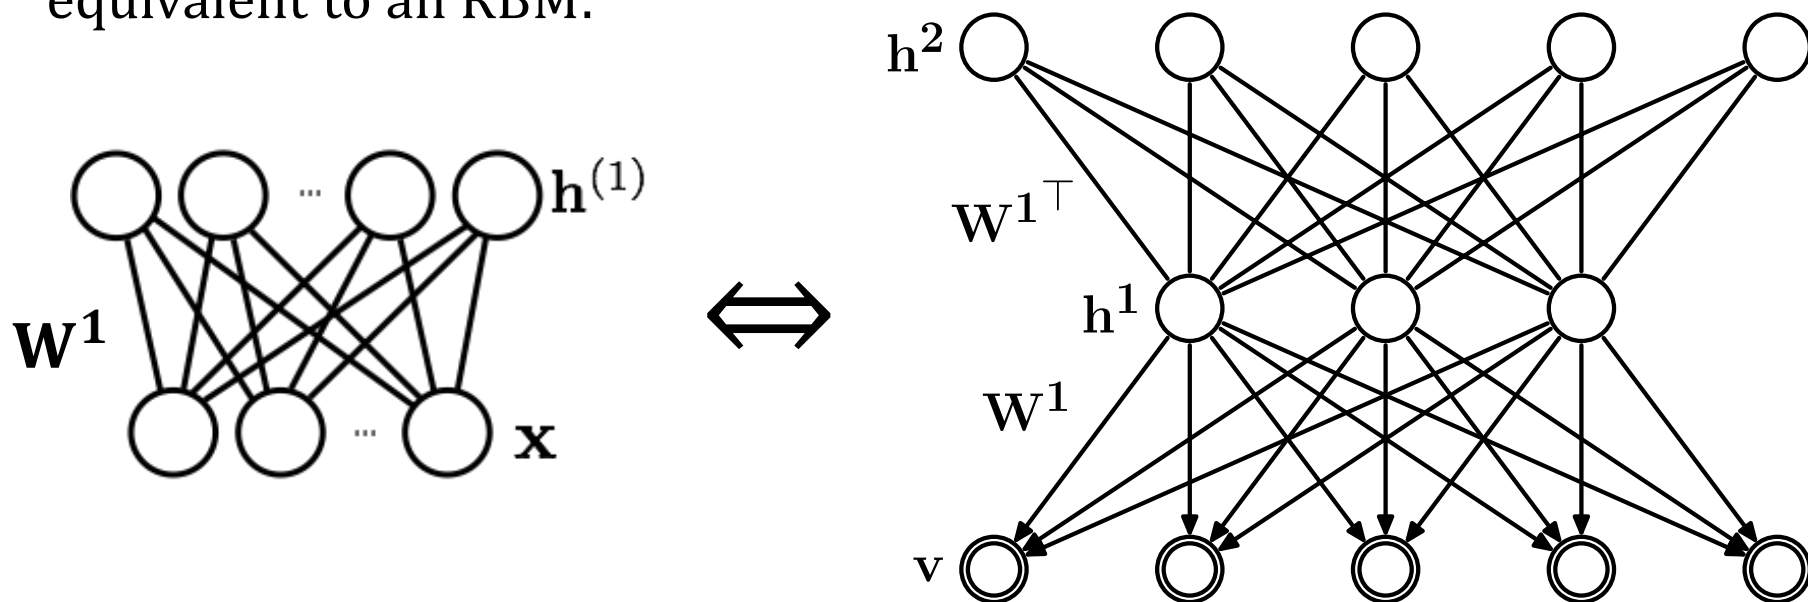 equivalent to an RBM.
h²
... h⁽¹⁾
W¹ᵀ
W¹
h¹
W¹
... x
v